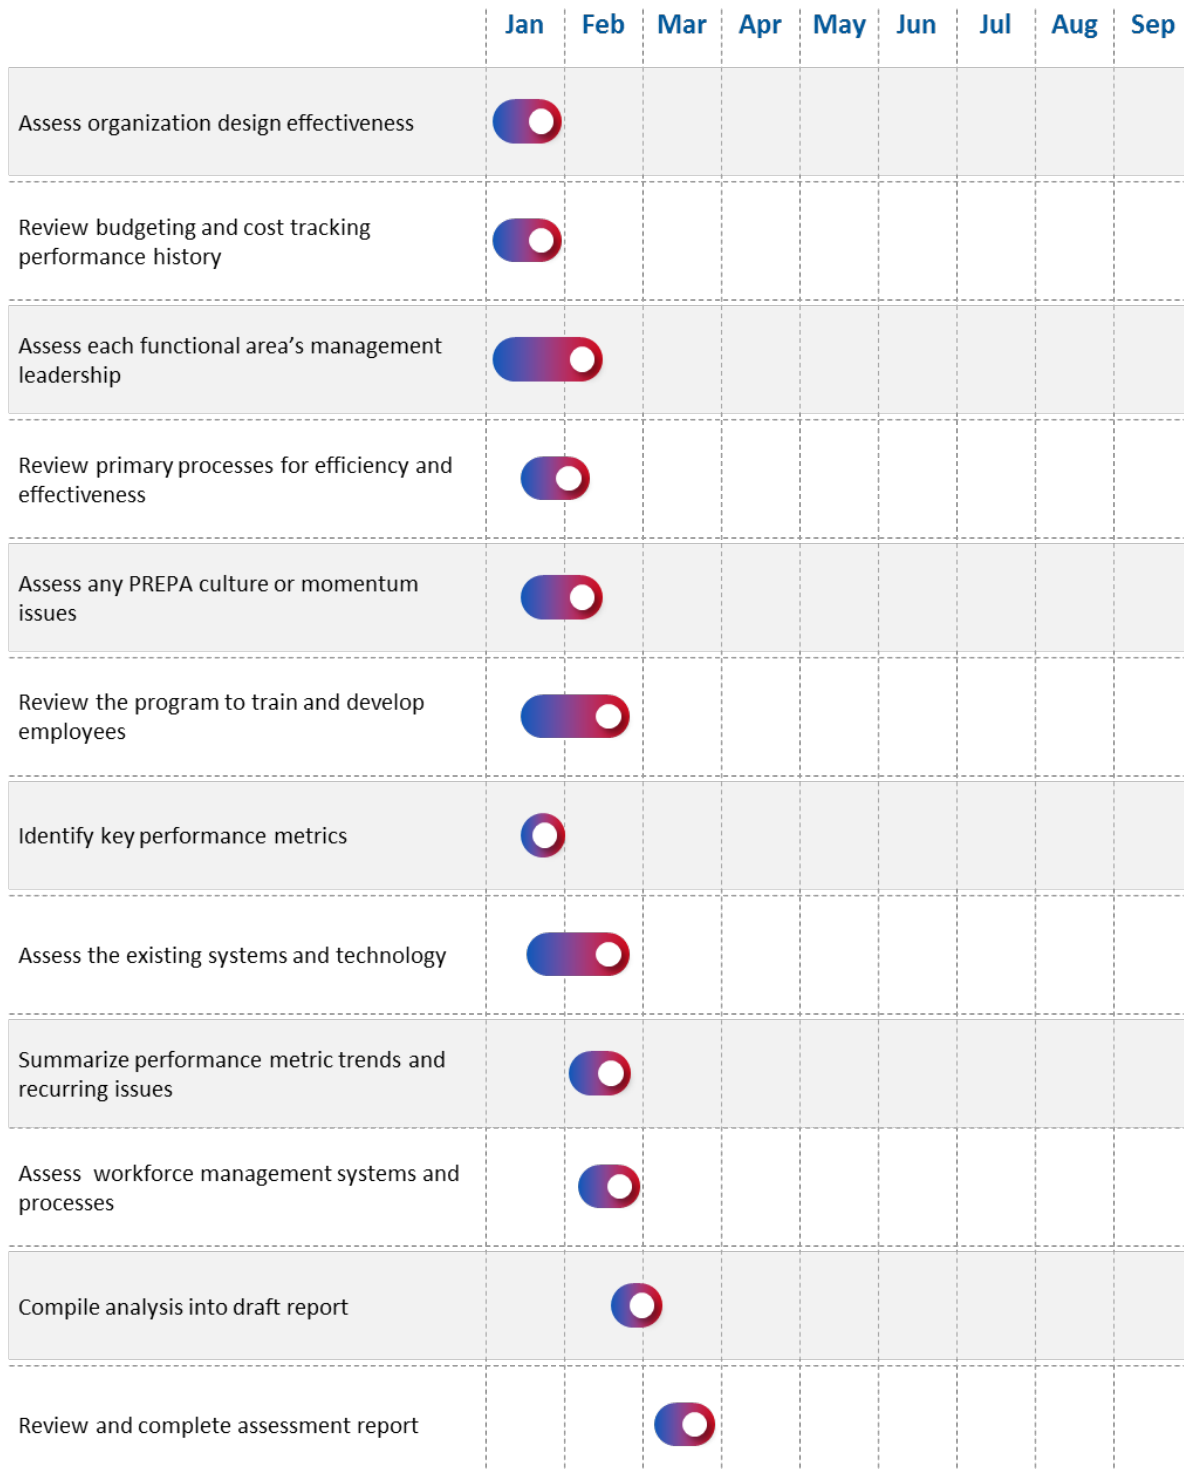 Jan Feb Mar Apr May Jun Jul Aug Sep
Assess organization design effectiveness
Review budgeting and cost tracking
performance history
Assess each functional area’s management
leadership
Review primary processes for efficiency and
effectiveness
Assess any PREPA culture or momentum
issues
Review the program to train and develop
employees
Identify key performance metrics
Assess the existing systems and technology
Summarize performance metric trends and
recurring issues
Assess workforce management systems and
processes
Compile analysis into draft report
Review and complete assessment report